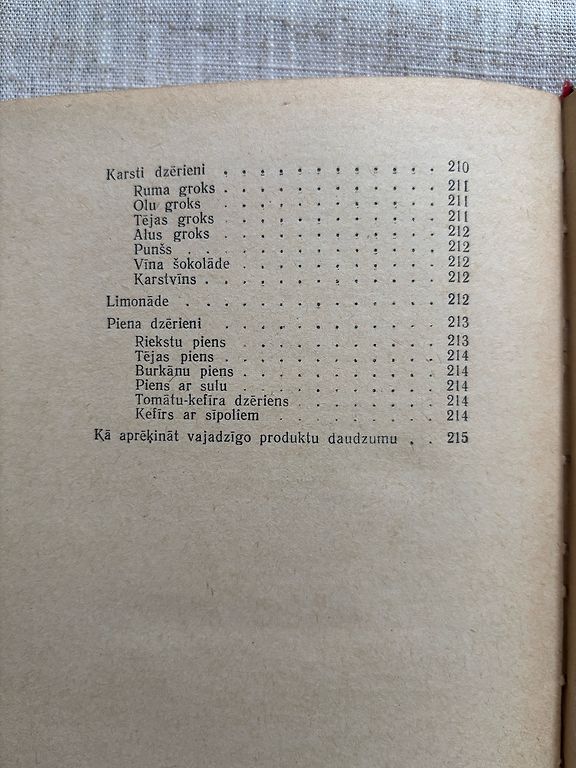 Karsti dzērieni . . . . . . . . . . . . 210
Ruma groks . . . . . . . . . . . 211
Olu groks . . . . . . . . . . . 211
Tējas groks . . . . . . . . . . . 211
Alus groks . . . . . . . . . . . 212
Punšs . . . . . . . . . . . . 212
Vīna šokolāde . . . . . . . . . . 212
Karstvīns . . . . . . . . . . . . 212
Limonāde . . . . . . . . . . . . . 212
Piena dzērieni . . . . . . . . . . . 213
Riekstu piens . . . . . . . . . . 213
Tējas piens . . . . . . . . . . . 214
Burkānu piens . . . . . . . . . . 214
Piens ar sulu . . . . . . . . . . 214
Tomātu-kefīra dzēriens . . . . . . . 214
Kefīrs ar sīpoliem . . . . . . . . . 214
Kā aprēķināt vajadzīgo produktu daudzumu . . 215